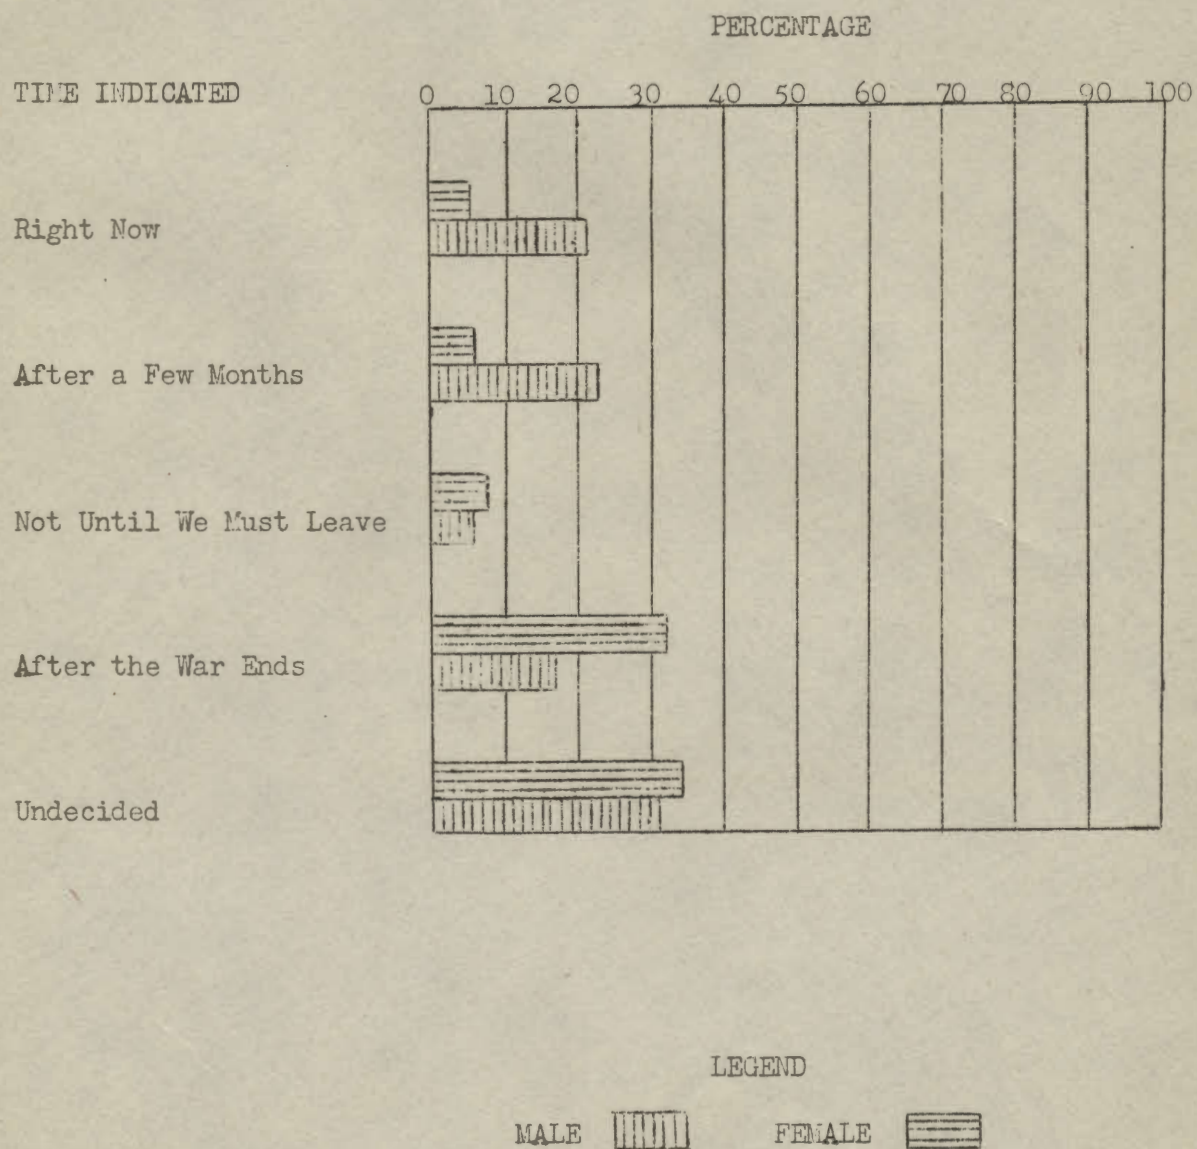 PERCENTAGE
TIME INDICATED
0 10 20 30 40 50 60 70 80 90 100
Right Now
After a Few Months
Not Until We Must Leave
After the War Ends
Undecided
LEGEND
MALE FEMALE